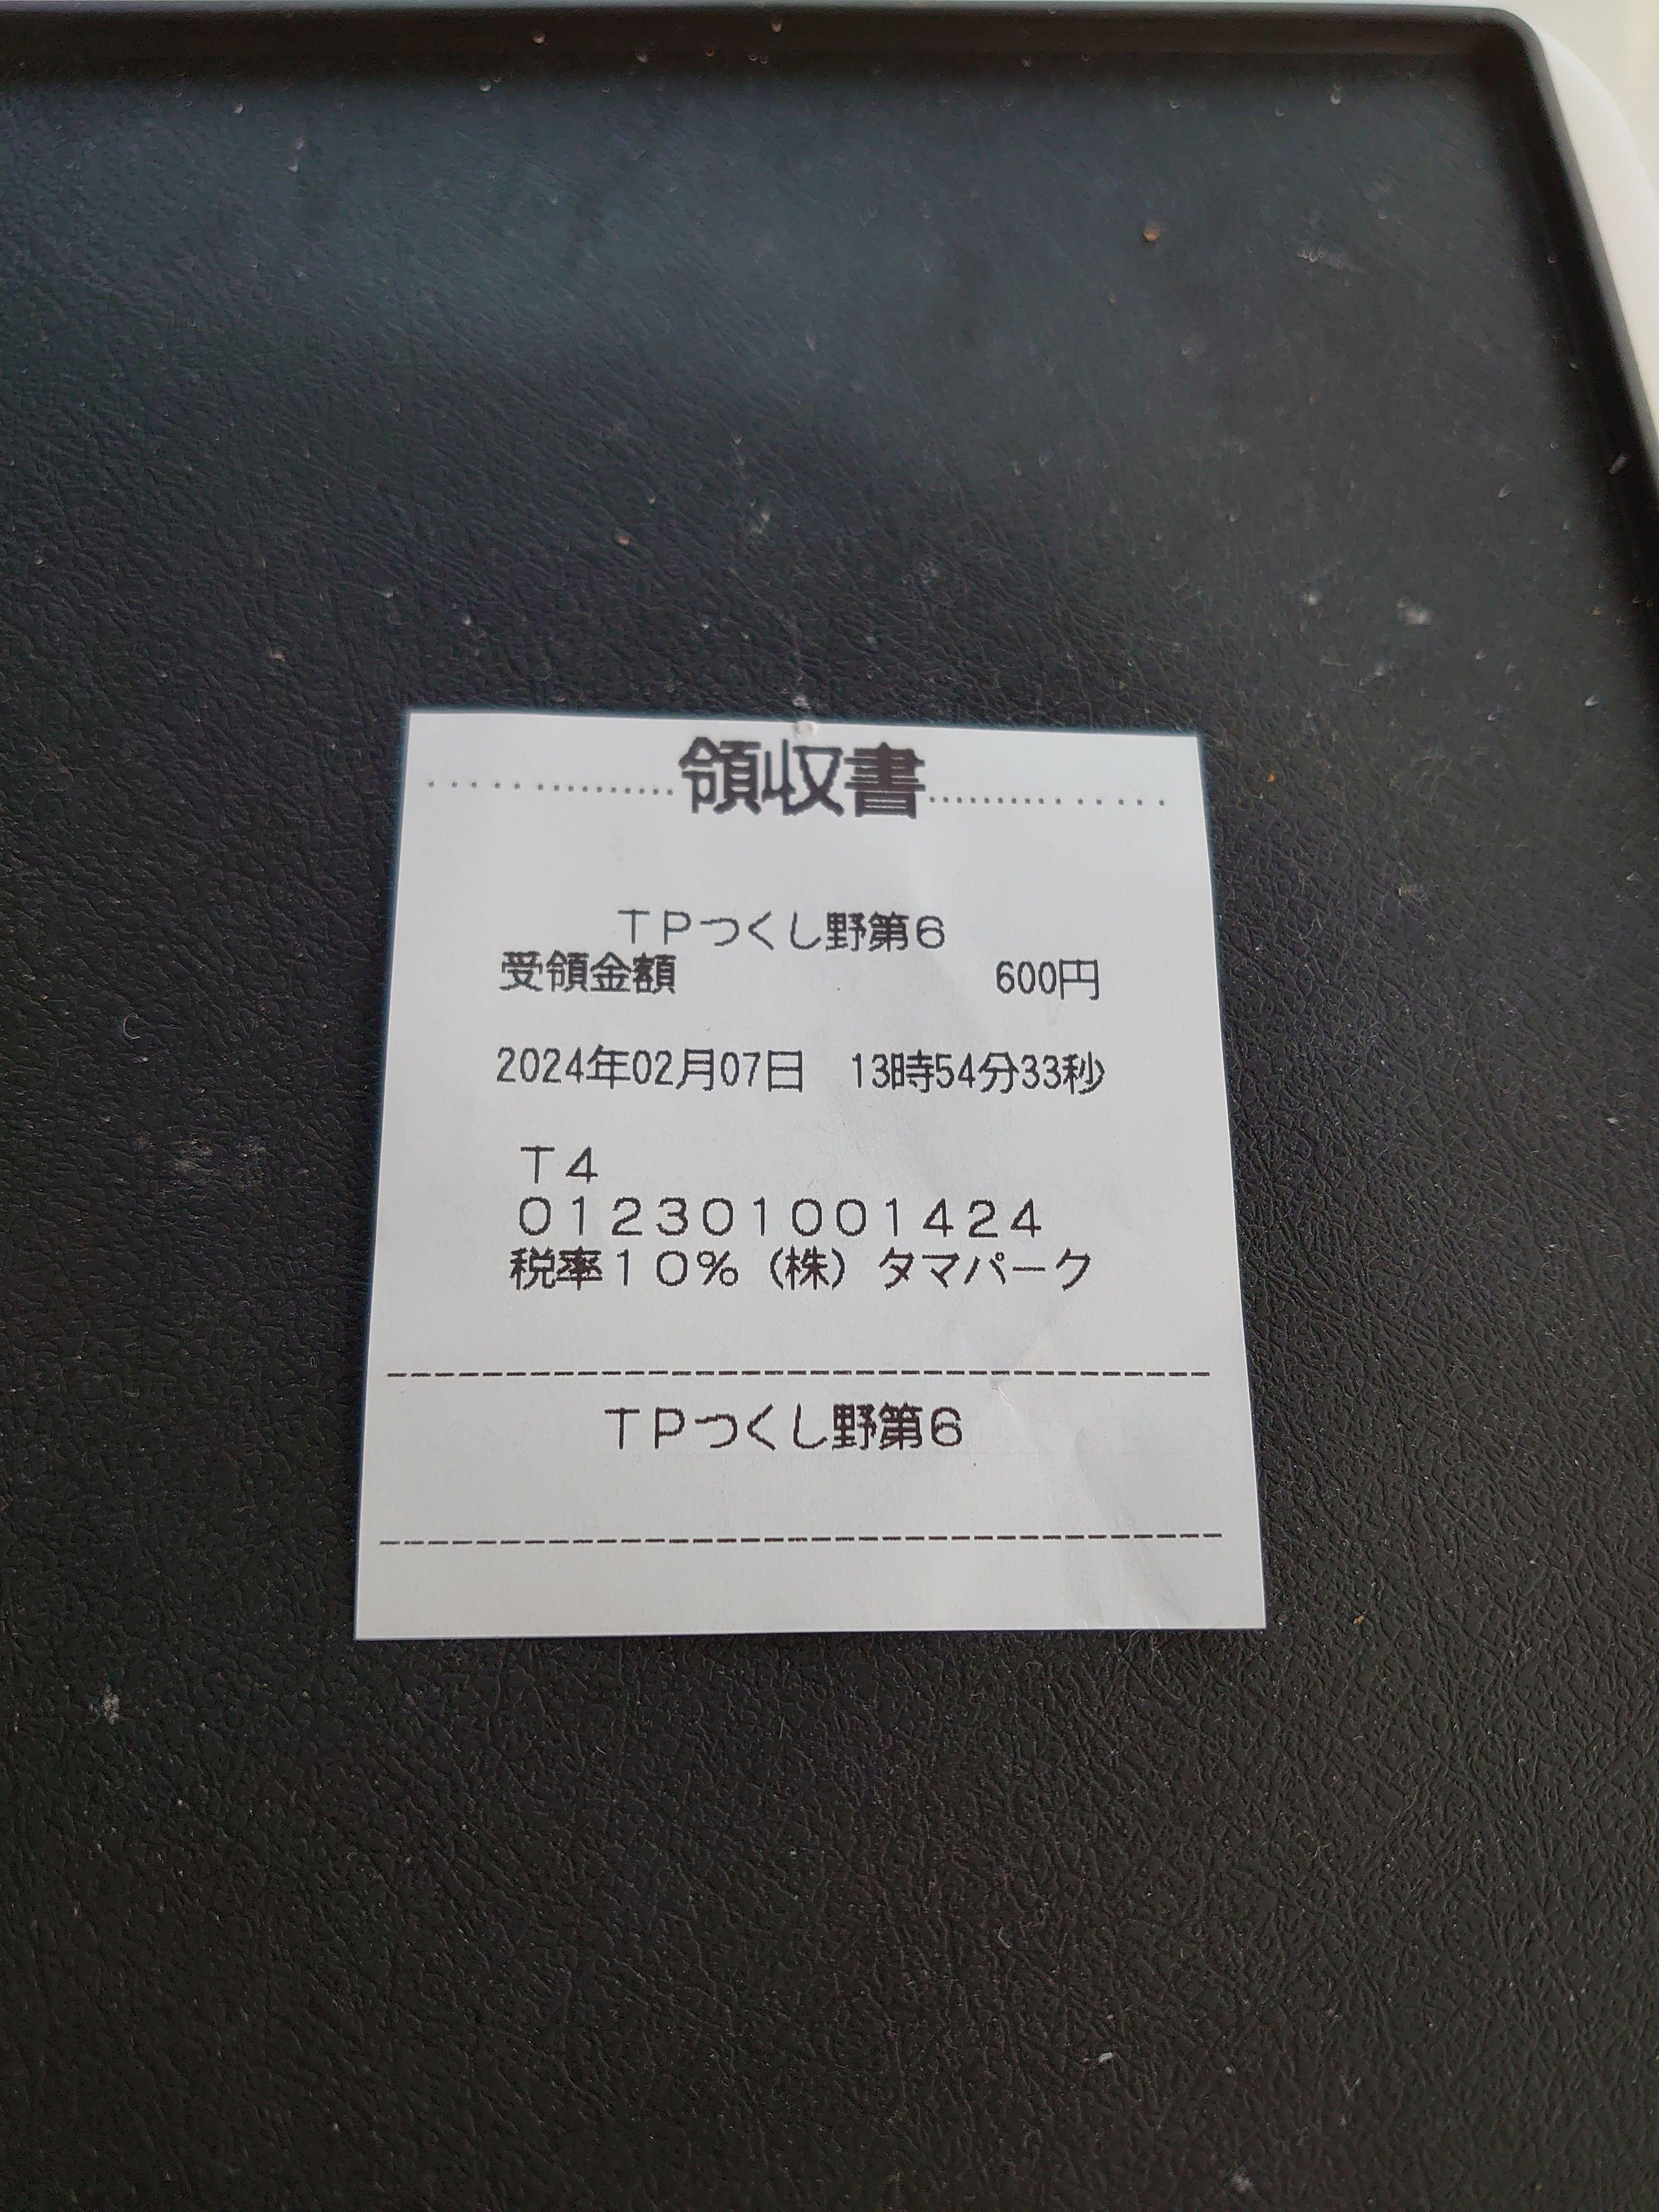 領収書
TPつくし野第6
受領金額 600円
2024年02月07日 13時54分33秒
T4
012301001424
税率10%(株)タマパーク
TPつくし野第6